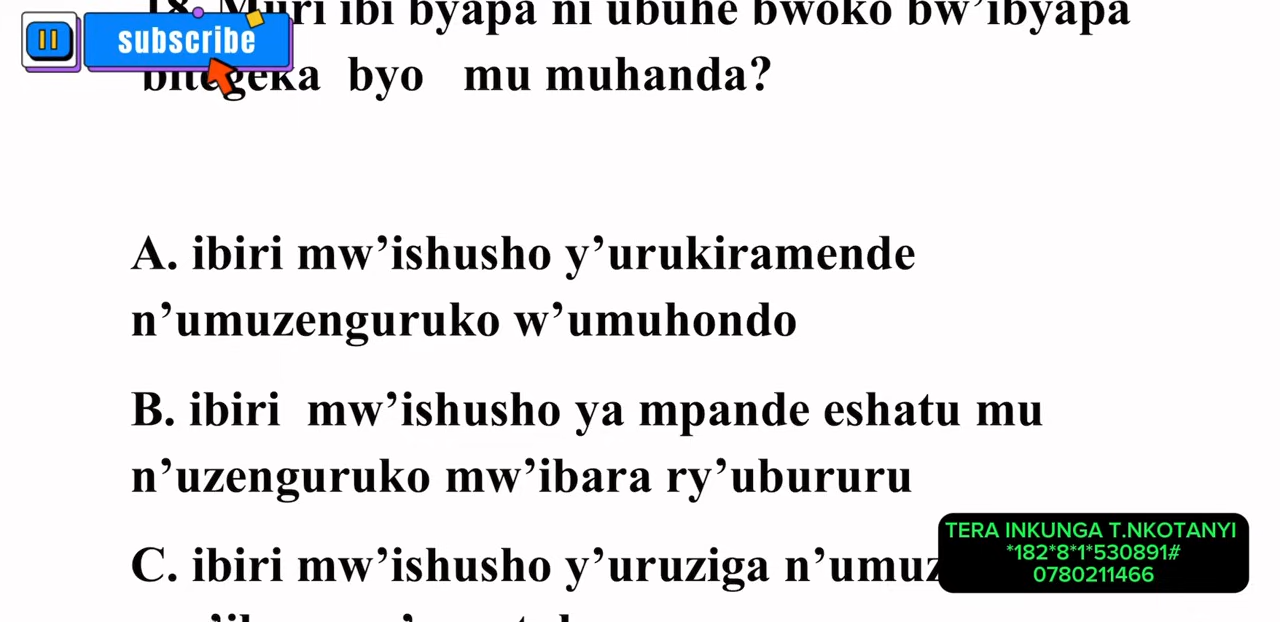 18. Muri ibi byapa ni ubuhe bwoko bw’ibyapa
subscribe
bitegeka byo mu muhanda?
A. ibiri mw’ishusho y’urukiramende
n’umuzenguruko w’umuhondo
B. ibiri mw’ishusho ya mpande eshatu mu
n’uzenguruko mw’ibara ry’ubururu
C. ibiri mw’ishusho y’uruziga
TERA INKUNGA T.NKOTANYI
*182*8*1*530891#
0780211466